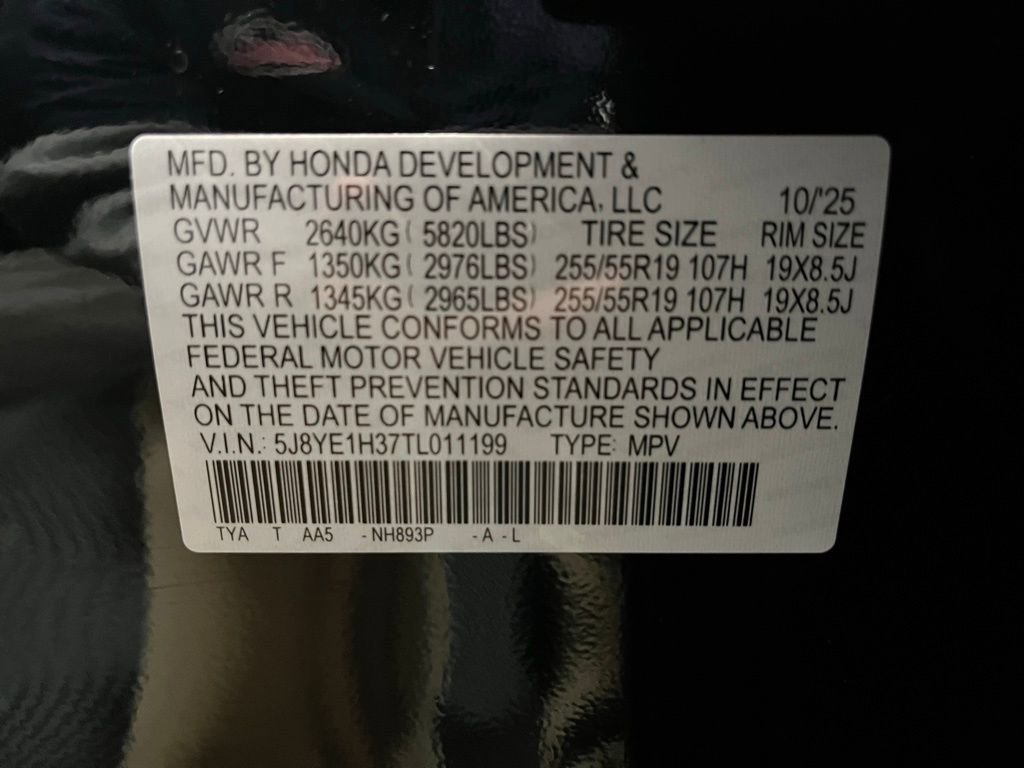 MFD. BY HONDA DEVELOPMENT &
MANUFACTURING OF AMERICA, LLC 10/'25
GVWR 2640KG ( 5820LBS) TIRE SIZE RIM SIZE
GAWR F 1350KG ( 2976LBS) 255/55R19 107H 19X8.5J
GAWR R 1345KG ( 2965LBS) 255/55R19 107H 19X8.5J
THIS VEHICLE CONFORMS TO ALL APPLICABLE
FEDERAL MOTOR VEHICLE SAFETY
AND THEFT PREVENTION STANDARDS IN EFFECT
ON THE DATE OF MANUFACTURE SHOWN ABOVE.
V.I.N.: 5J8YE1H37TL011199 TYPE: MPV
TYA T AA5 -NH893P -A -L